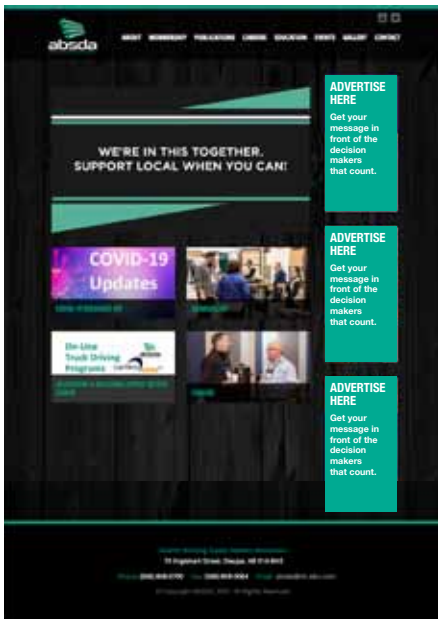 absda
ABOUT MEMBERSHIP PUBLICATIONS CAREERS EDUCATION EVENTS GALLERY CONTACT
WE'RE IN THIS TOGETHER.
SUPPORT LOCAL WHEN YOU CAN!
ADVERTISE
HERE
Get your
message in
front of the
decision
makers
that count.
COVID-19
Updates
ADVERTISE
HERE
Get your
message in
front of the
decision
makers
that count.
On-Line
Truck Driving
Programs
ADVERTISE
HERE
Get your
message in
front of the
decision
makers
that count.